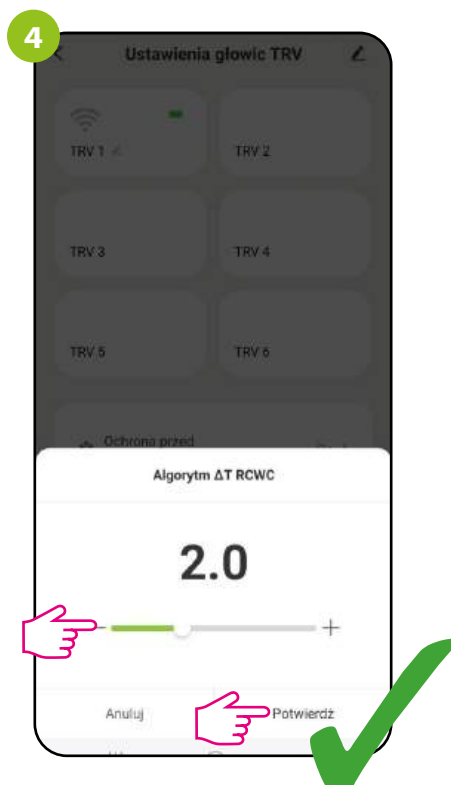 4
Ustawienia głowic TRV
TRV 1
TRV 2
TRV 3
TRV 4
TRV 5
TRV 6
Ochrona przed
Algorytm ΔT RCWC
2.0
- +
Anuluj
Potwierdź